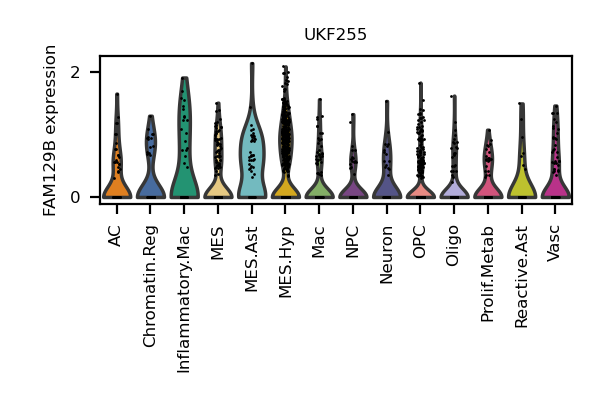 UKF255
FAM129B expression
2
0
AC
Chromatin.Reg
Inflammatory.Mac
MES
MES.Ast
MES.Hyp
Mac
NPC
Neuron
OPC
Oligo
Prolif.Metab
Reactive.Ast
Vasc